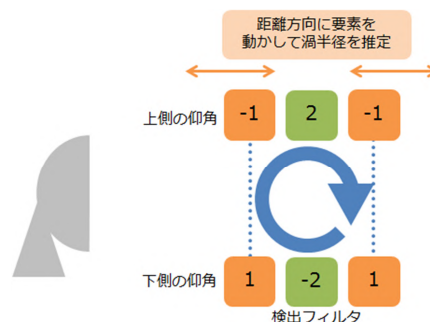 距離方向に要素を
動かして渦半径を推定
上側の仰角
-1 2 -1
下側の仰角
1 -2 1
検出フィルタ